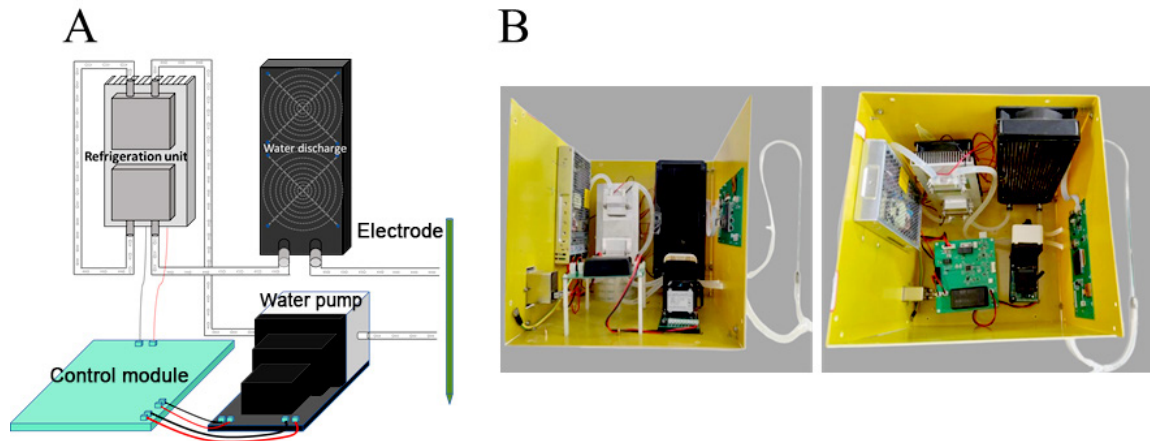 A
B
Refrigeration unit
Water discharge
Electrode
Water pump
Control module